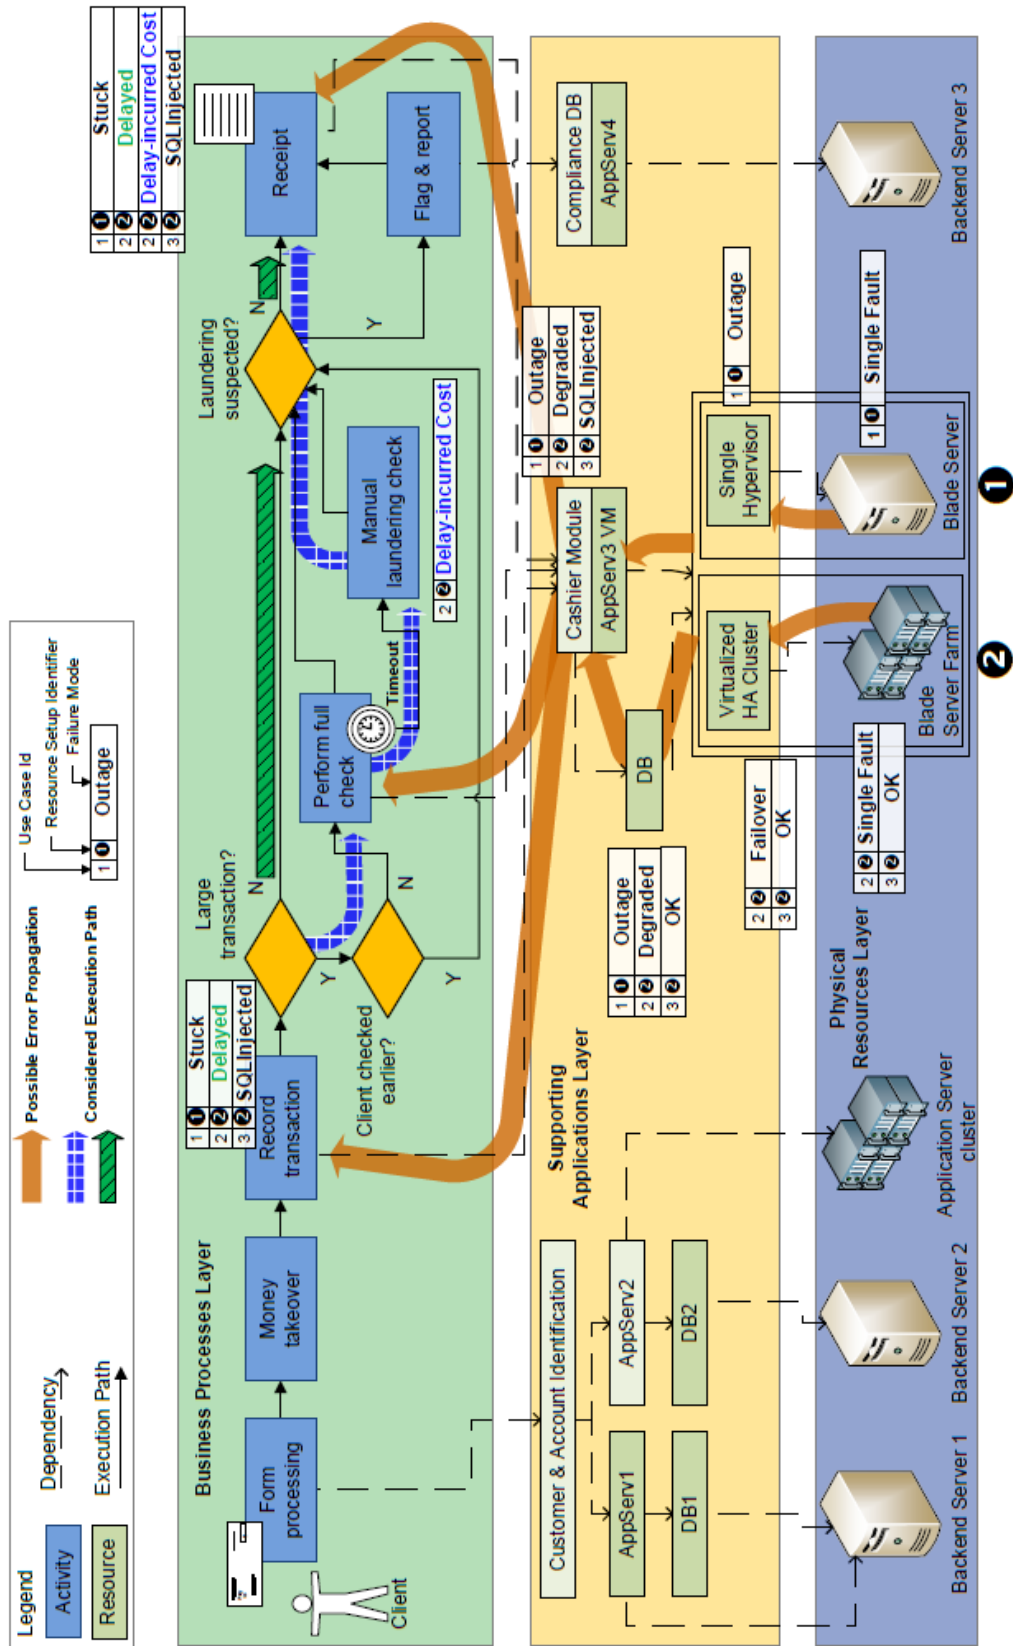 Legend
Activity
Resource
Dependency
Execution Path
Possible Error Propagation
Considered Execution Path
Use Case Id
Resource Setup Identifier
Failure Mode
1 ❶ Outage
Business Processes Layer
Client
Form
processing
Money
takeover
Record
transaction
1 ❶ Stuck
2 ❷ Delayed
3 ❷ SQLInjected
Large
transaction?
N
Y
Client checked
earlier?
N
Y
Perform full
check
Timeout
Manual
laundering check
2 ❷ Delay-incurred Cost
Laundering
suspected?
N
Y
Receipt
Flag & report
1 ❶ Stuck
2 ❷ Delayed
2 ❷ Delay-incurred Cost
3 ❷ SQLInjected
Supporting
Applications Layer
Customer & Account Identification
AppServ1
AppServ2
DB1
DB2
1 ❶ Outage
2 ❷ Degraded
3 ❷ OK
DB
Cashier Module
AppServ3 VM
1 ❶ Outage
2 ❷ Degraded
3 ❷ SQLInjected
Compliance DB
AppServ4
2 ❷ Failover
3 ❷ OK
Virtualized
HA Cluster
Single
Hypervisor
1 ❶ Outage
Physical
Resources Layer
Backend Server 1
Backend Server 2
Application Server
cluster
2 ❷ Single Fault
3 ❷ OK
Blade
Server Farm
Blade Server
1 ❶ Single Fault
Backend Server 3
❷
❶